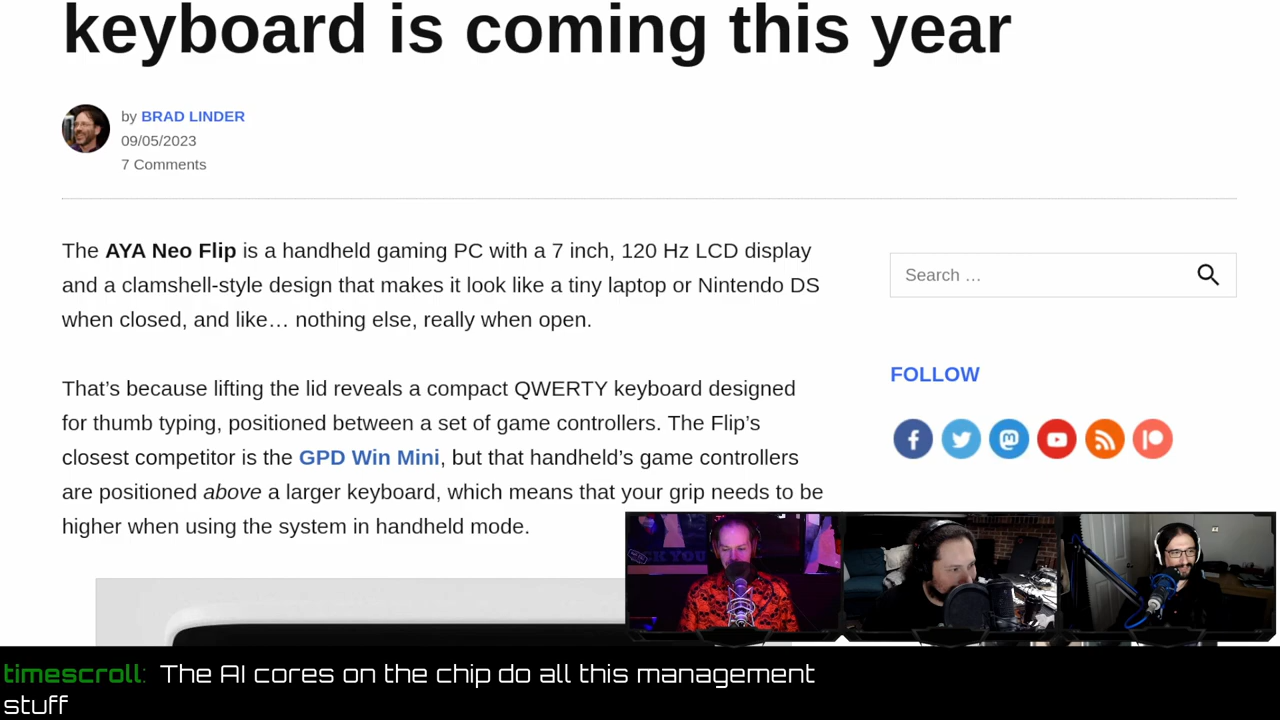 keyboard is coming this year
by BRAD LINDER
09/05/2023
7 Comments
The AYA Neo Flip is a handheld gaming PC with a 7 inch, 120 Hz LCD display
and a clamshell-style design that makes it look like a tiny laptop or Nintendo DS
when closed, and like… nothing else, really when open.
That’s because lifting the lid reveals a compact QWERTY keyboard designed
for thumb typing, positioned between a set of game controllers. The Flip’s
closest competitor is the GPD Win Mini, but that handheld’s game controllers
are positioned above a larger keyboard, which means that your grip needs to be
higher when using the system in handheld mode.
Search …
FOLLOW
timescroll: The AI cores on the chip do all this management
stuff